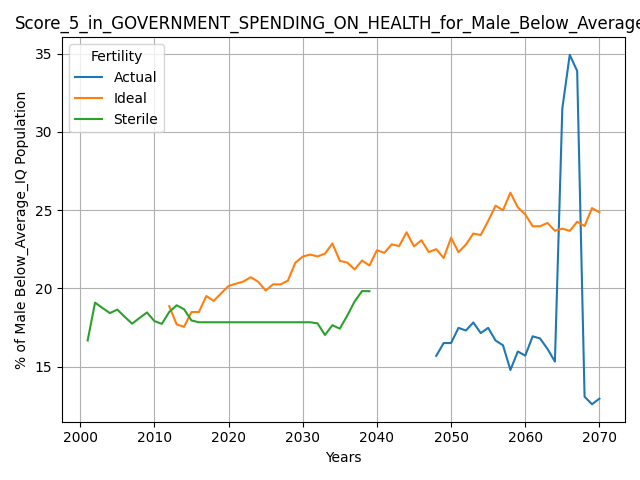 Score_5_in_GOVERNMENT_SPENDING_ON_HEALTH_for_Male_Below_Average
Fertility
Actual
Ideal
Sterile
% of Male Below_Average_IQ Population
35
30
25
20
15
2000 2010 2020 2030 2040 2050 2060 2070
Years